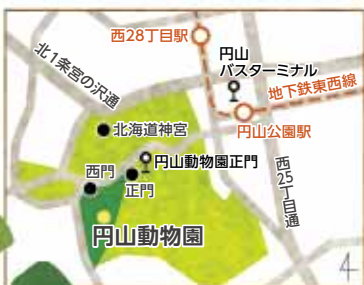 西28丁目駅
北1条宮の沢通
円山
バスターミナル
地下鉄東西線
北海道神宮
円山公園駅
円山動物園正門
西門
正門
西25丁目通
円山動物園
4